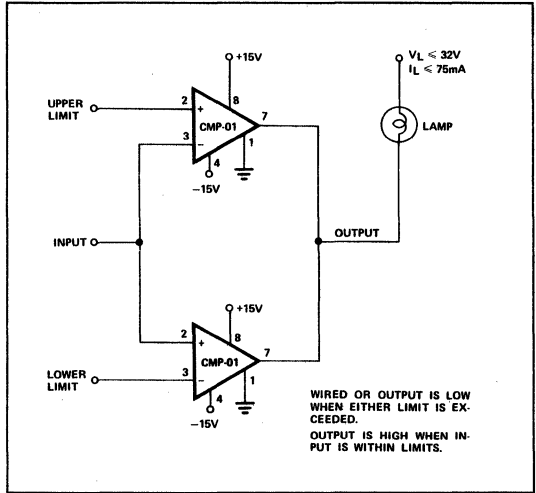 VL ≤ 32V
IL ≤ 75mA
+15V
UPPER
LIMIT
2
+
8
CMP-01
7
3
−
1
4
−15V
LAMP
INPUT
OUTPUT
+15V
2
+
8
CMP-01
7
LOWER
LIMIT
3
−
1
4
−15V
WIRED OR OUTPUT IS LOW
WHEN EITHER LIMIT IS EX-
CEEDED.
OUTPUT IS HIGH WHEN IN-
PUT IS WITHIN LIMITS.